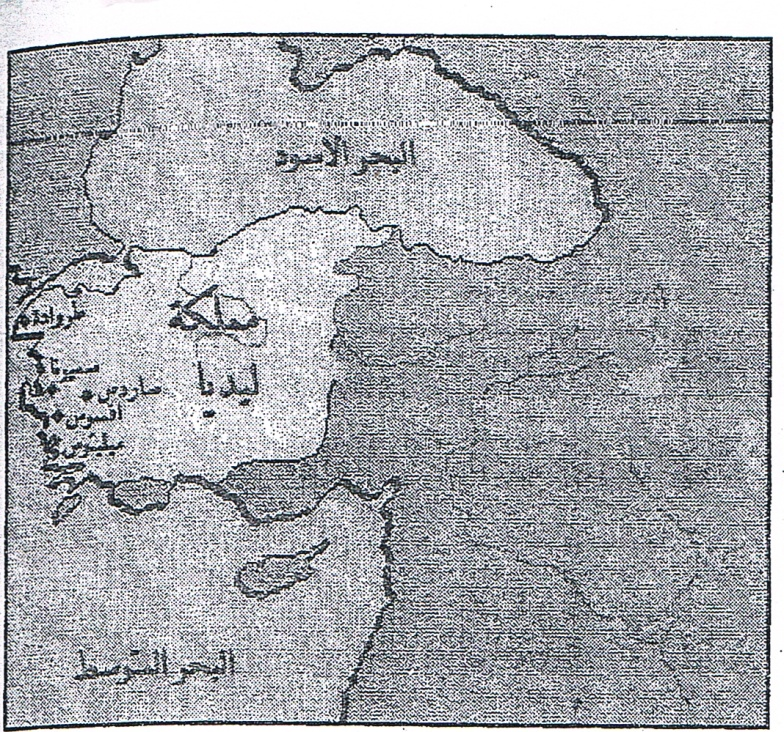 البحر الأسود
طروادة
مملكة
سميرنا
ليديا
ساردس
افسوس
ميليتوس
البحر المتوسط